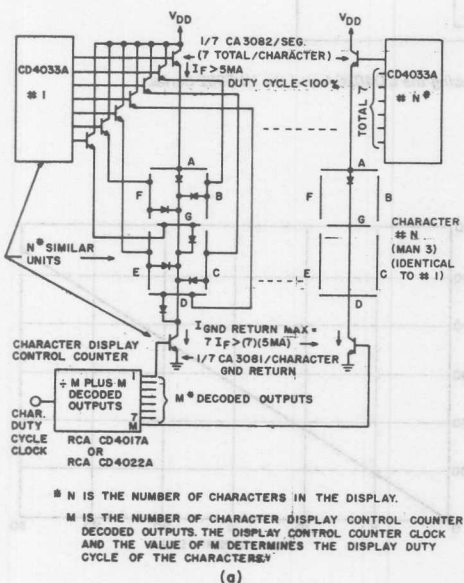 VDD
VDD
1/7 CA3082/SEG.
(7 TOTAL/CHARACTER)
IF>5MA
DUTY CYCLE<100%
CD4033A
# 1
CD4033A
# N*
TOTAL 7
A
F
B
G
E
C
D
A
F
B
G
E
C
D
CHARACTER
# N
(MAN 3)
(IDENTICAL
TO # 1)
N* SIMILAR
UNITS
I GND RETURN MAX =
7 IF>(7)(5MA)
1/7 CA3081/CHARACTER
GND RETURN
CHARACTER DISPLAY
CONTROL COUNTER
÷ M PLUS M
DECODED
OUTPUTS
1
7
M
M* DECODED OUTPUTS
CHAR.
DUTY
CYCLE
CLOCK
RCA CD4017A
OR
RCA CD4022A
* N IS THE NUMBER OF CHARACTERS IN THE DISPLAY.
M IS THE NUMBER OF CHARACTER DISPLAY CONTROL COUNTER
DECODED OUTPUTS. THE DISPLAY CONTROL COUNTER CLOCK
AND THE VALUE OF M DETERMINES THE DISPLAY DUTY
CYCLE OF THE CHARACTERS.
(a)